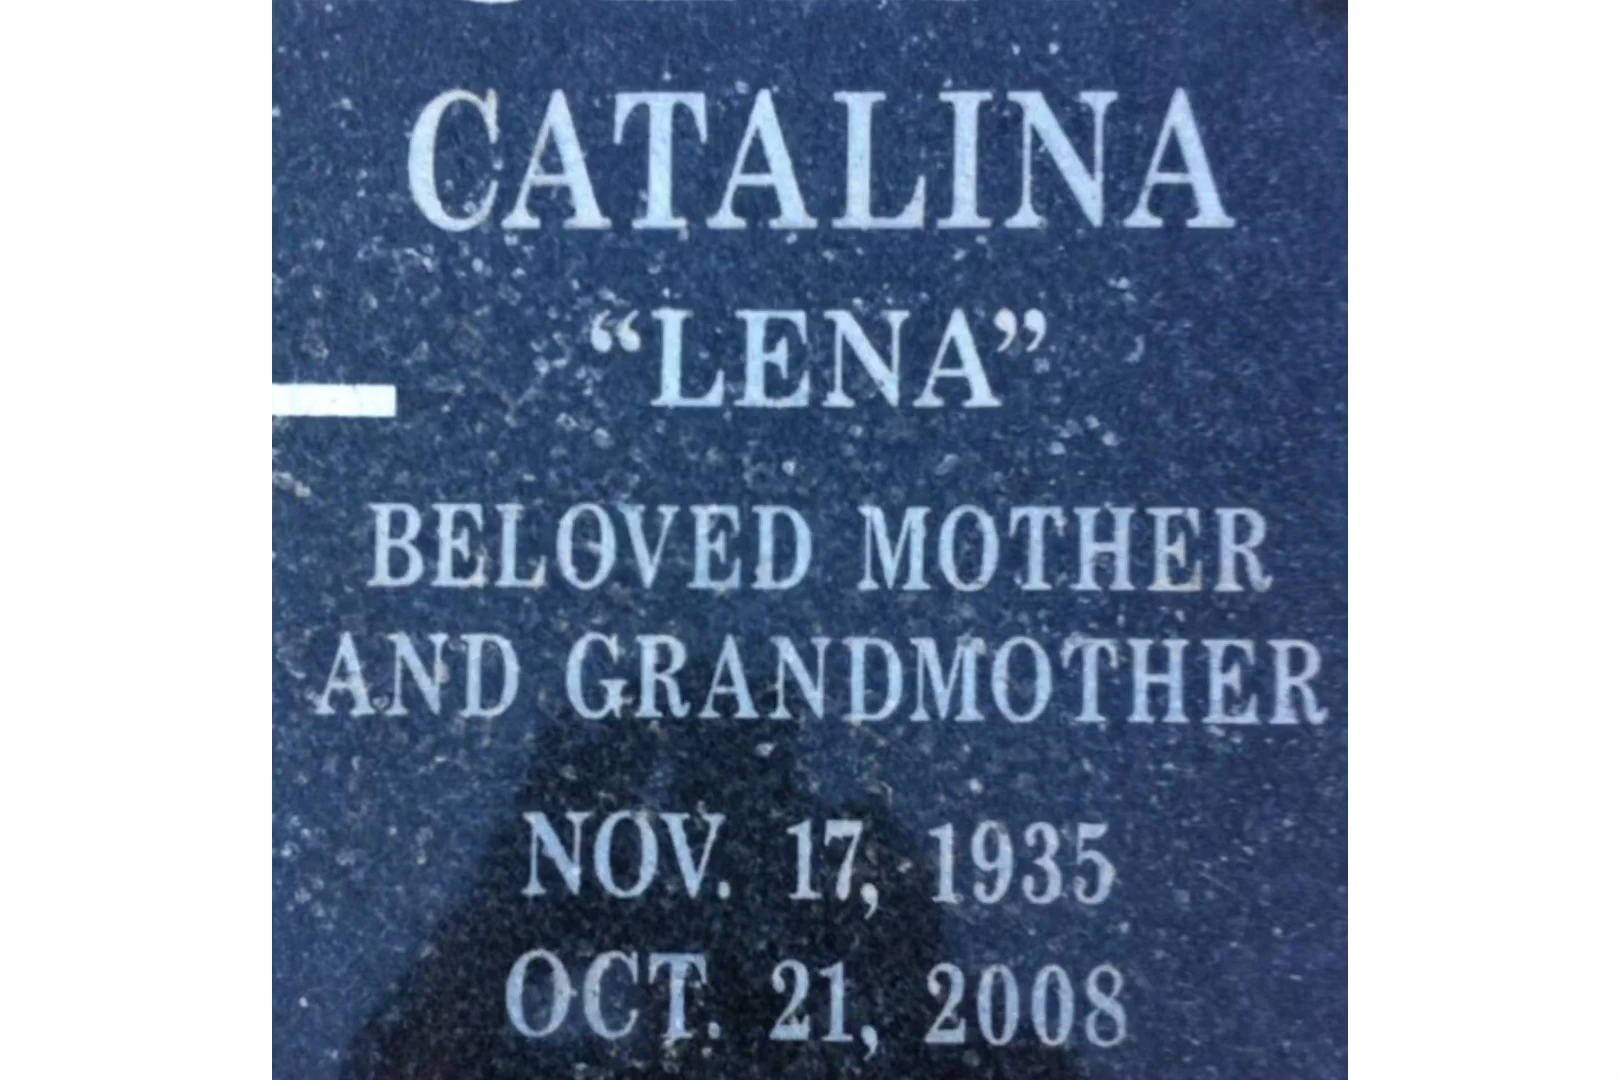 CATALINA
“LENA”
BELOVED MOTHER
AND GRANDMOTHER
NOV. 17, 1935
OCT. 21, 2008